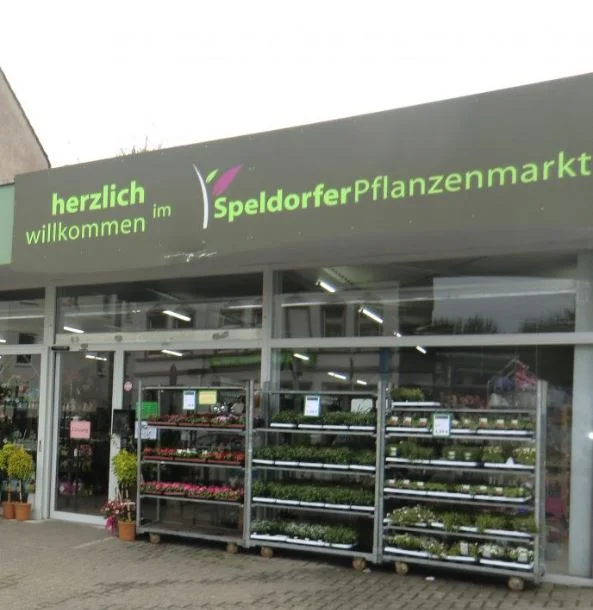 herzlich
willkommen im
SpeldorferPflanzenmarkt